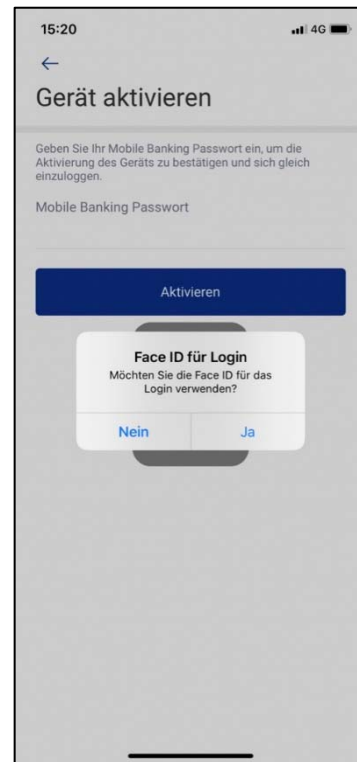 15:20
4G
Gerät aktivieren
Geben Sie Ihr Mobile Banking Passwort ein, um die
Aktivierung des Geräts zu bestätigen und sich gleich
einzuloggen.
Mobile Banking Passwort
Aktivieren
Face ID für Login
Möchten Sie die Face ID für das
Login verwenden?
Nein Ja